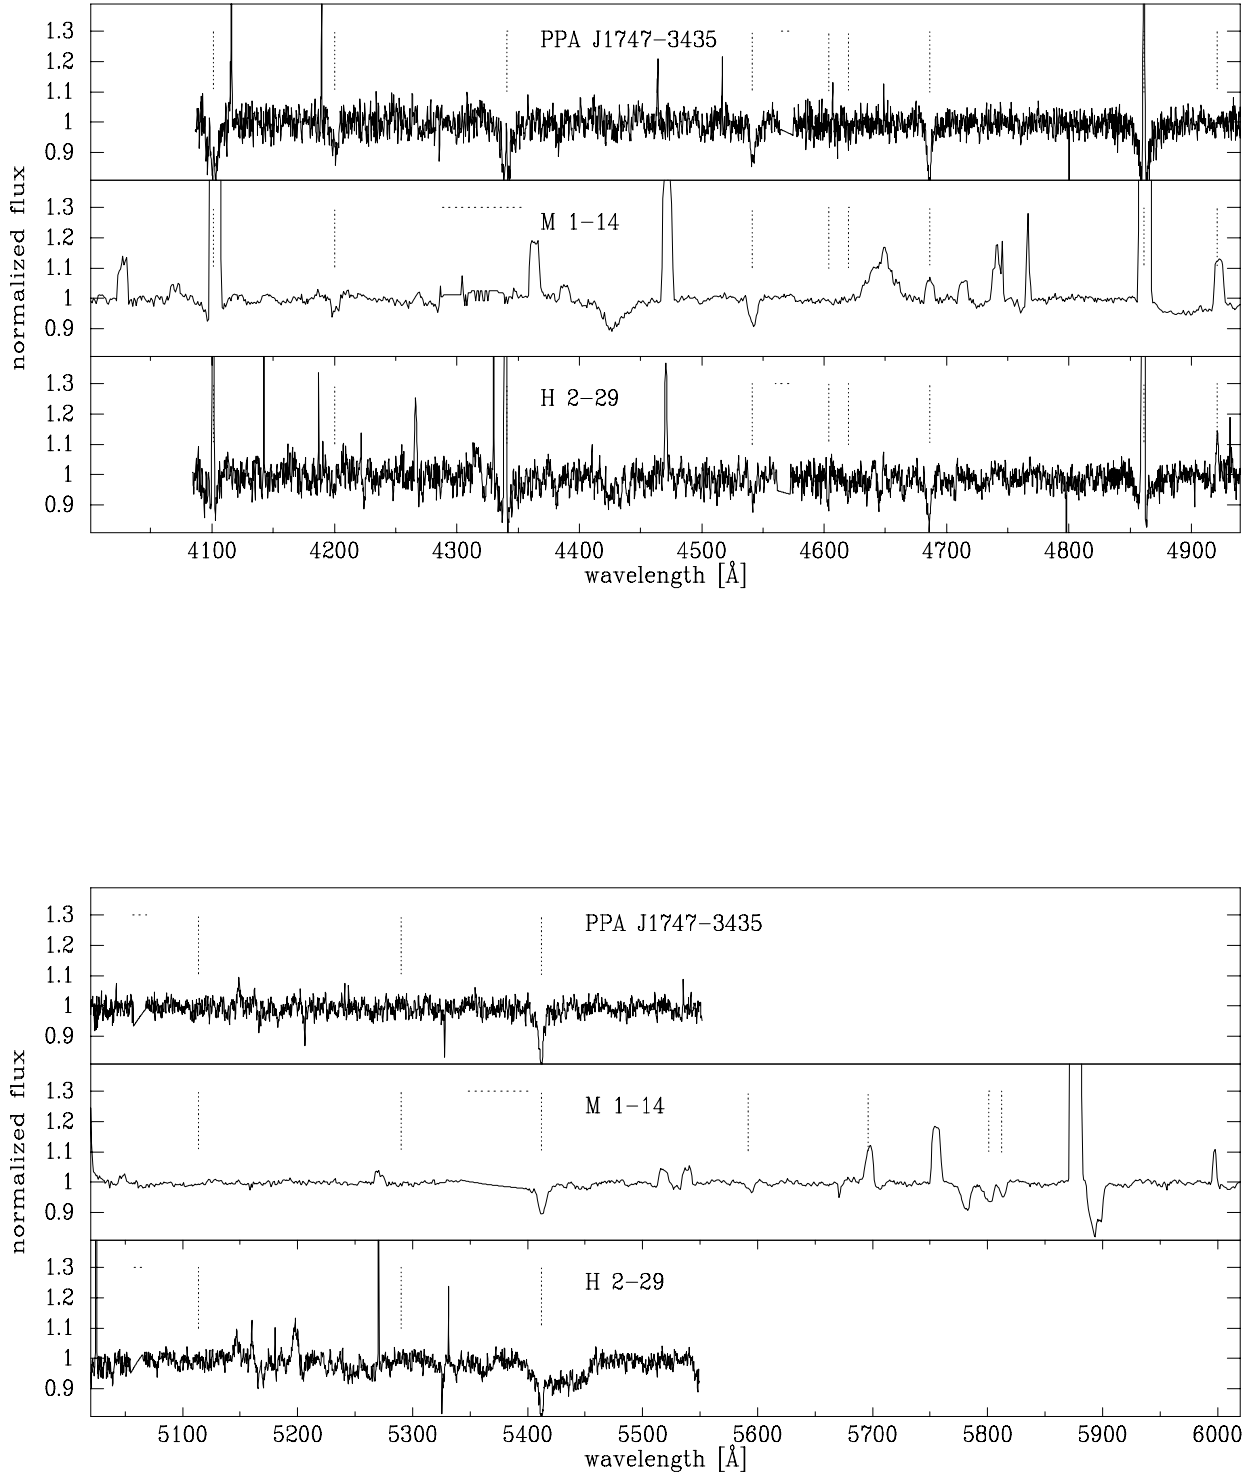 PPA J1747−3435
1.3
1.2
1.1
1
0.9
M 1−14
1.3
1.2
1.1
1
0.9
H 2−29
1.3
1.2
1.1
1
0.9
normalized flux
4100 4200 4300 4400 4500 4600 4700 4800 4900
wavelength [Å]
PPA J1747−3435
1.3
1.2
1.1
1
0.9
M 1−14
1.3
1.2
1.1
1
0.9
H 2−29
1.3
1.2
1.1
1
0.9
normalized flux
5100 5200 5300 5400 5500 5600 5700 5800 5900 6000
wavelength [Å]